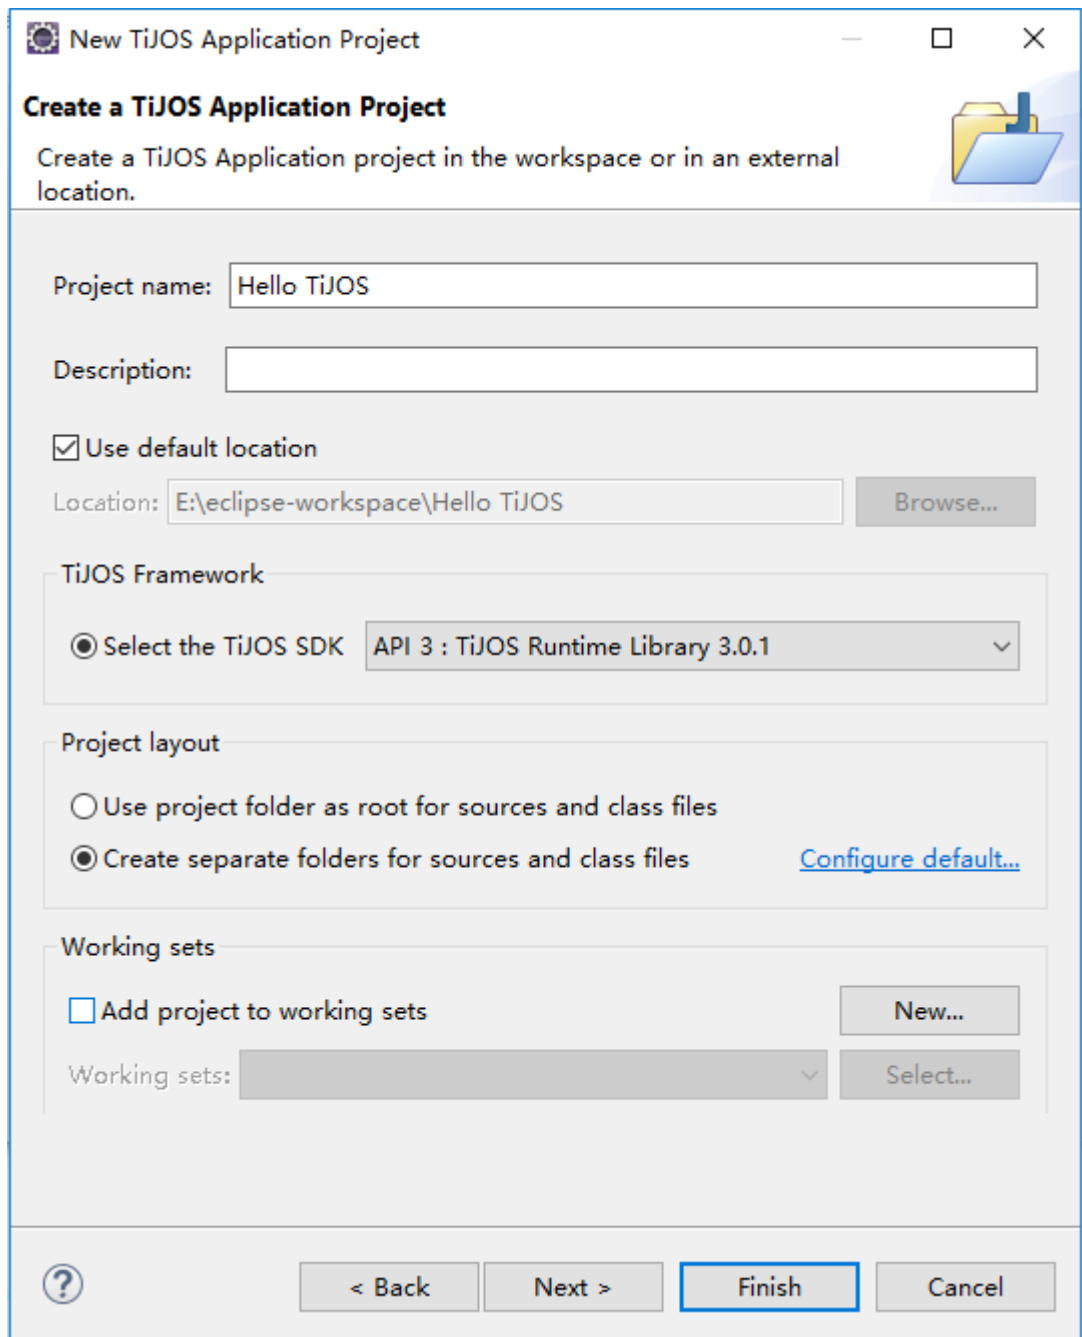 New TiJOS Application Project
Create a TiJOS Application Project
Create a TiJOS Application project in the workspace or in an external
location.
Project name: Hello TiJOS
Description:
Use default location
Location: E:\eclipse-workspace\Hello TiJOS Browse...
TiJOS Framework
Select the TiJOS SDK API 3 : TiJOS Runtime Library 3.0.1
Project layout
Use project folder as root for sources and class files
Create separate folders for sources and class files Configure default...
Working sets
Add project to working sets New...
Working sets: Select...
? < Back Next > Finish Cancel